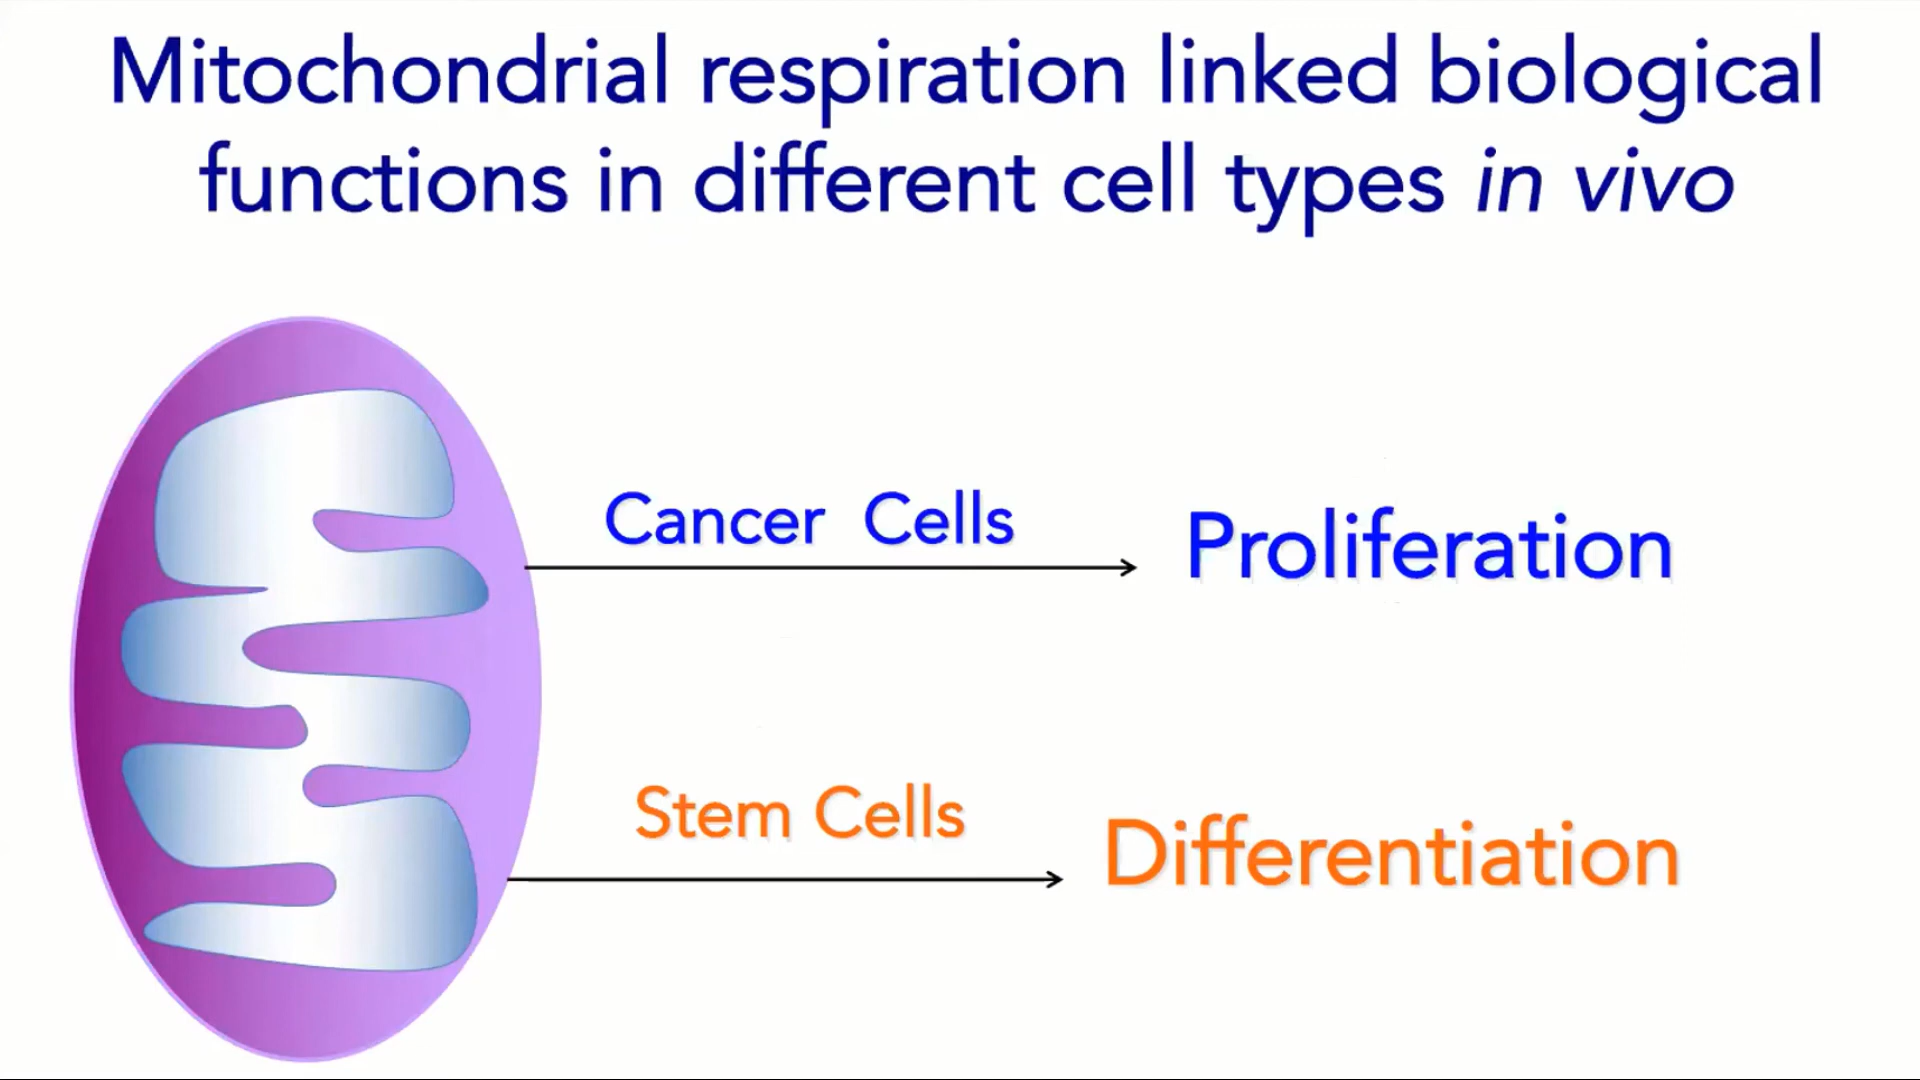 Mitochondrial respiration linked biological
functions in different cell types in vivo
Cancer Cells
Proliferation
Stem Cells
Differentiation